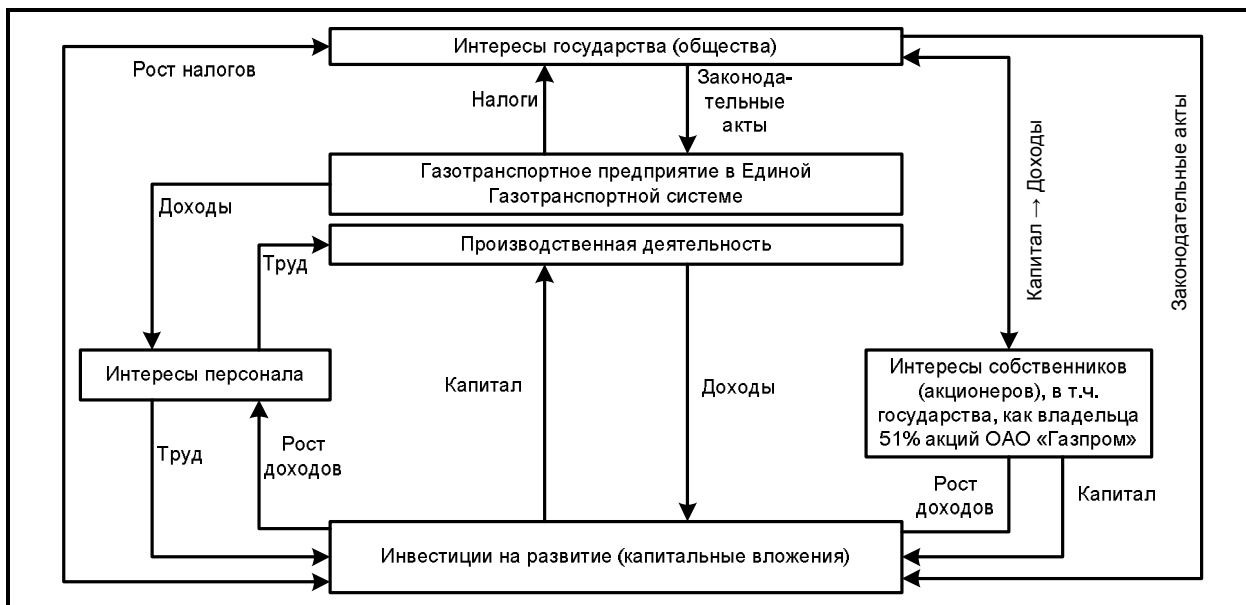 Интересы государства (общества)
Рост налогов
Налоги
Законода-
тельные
акты
Газотранспортное предприятие в Единой
Газотранспортной системе
Доходы
Производственная деятельность
Труд
Капитал → Доходы
Законодательные акты
Интересы персонала
Капитал
Доходы
Интересы собственников
(акционеров), в т.ч.
государства, как владельца
51% акций ОАО «Газпром»
Труд
Рост
доходов
Рост
доходов
Капитал
Инвестиции на развитие (капитальные вложения)